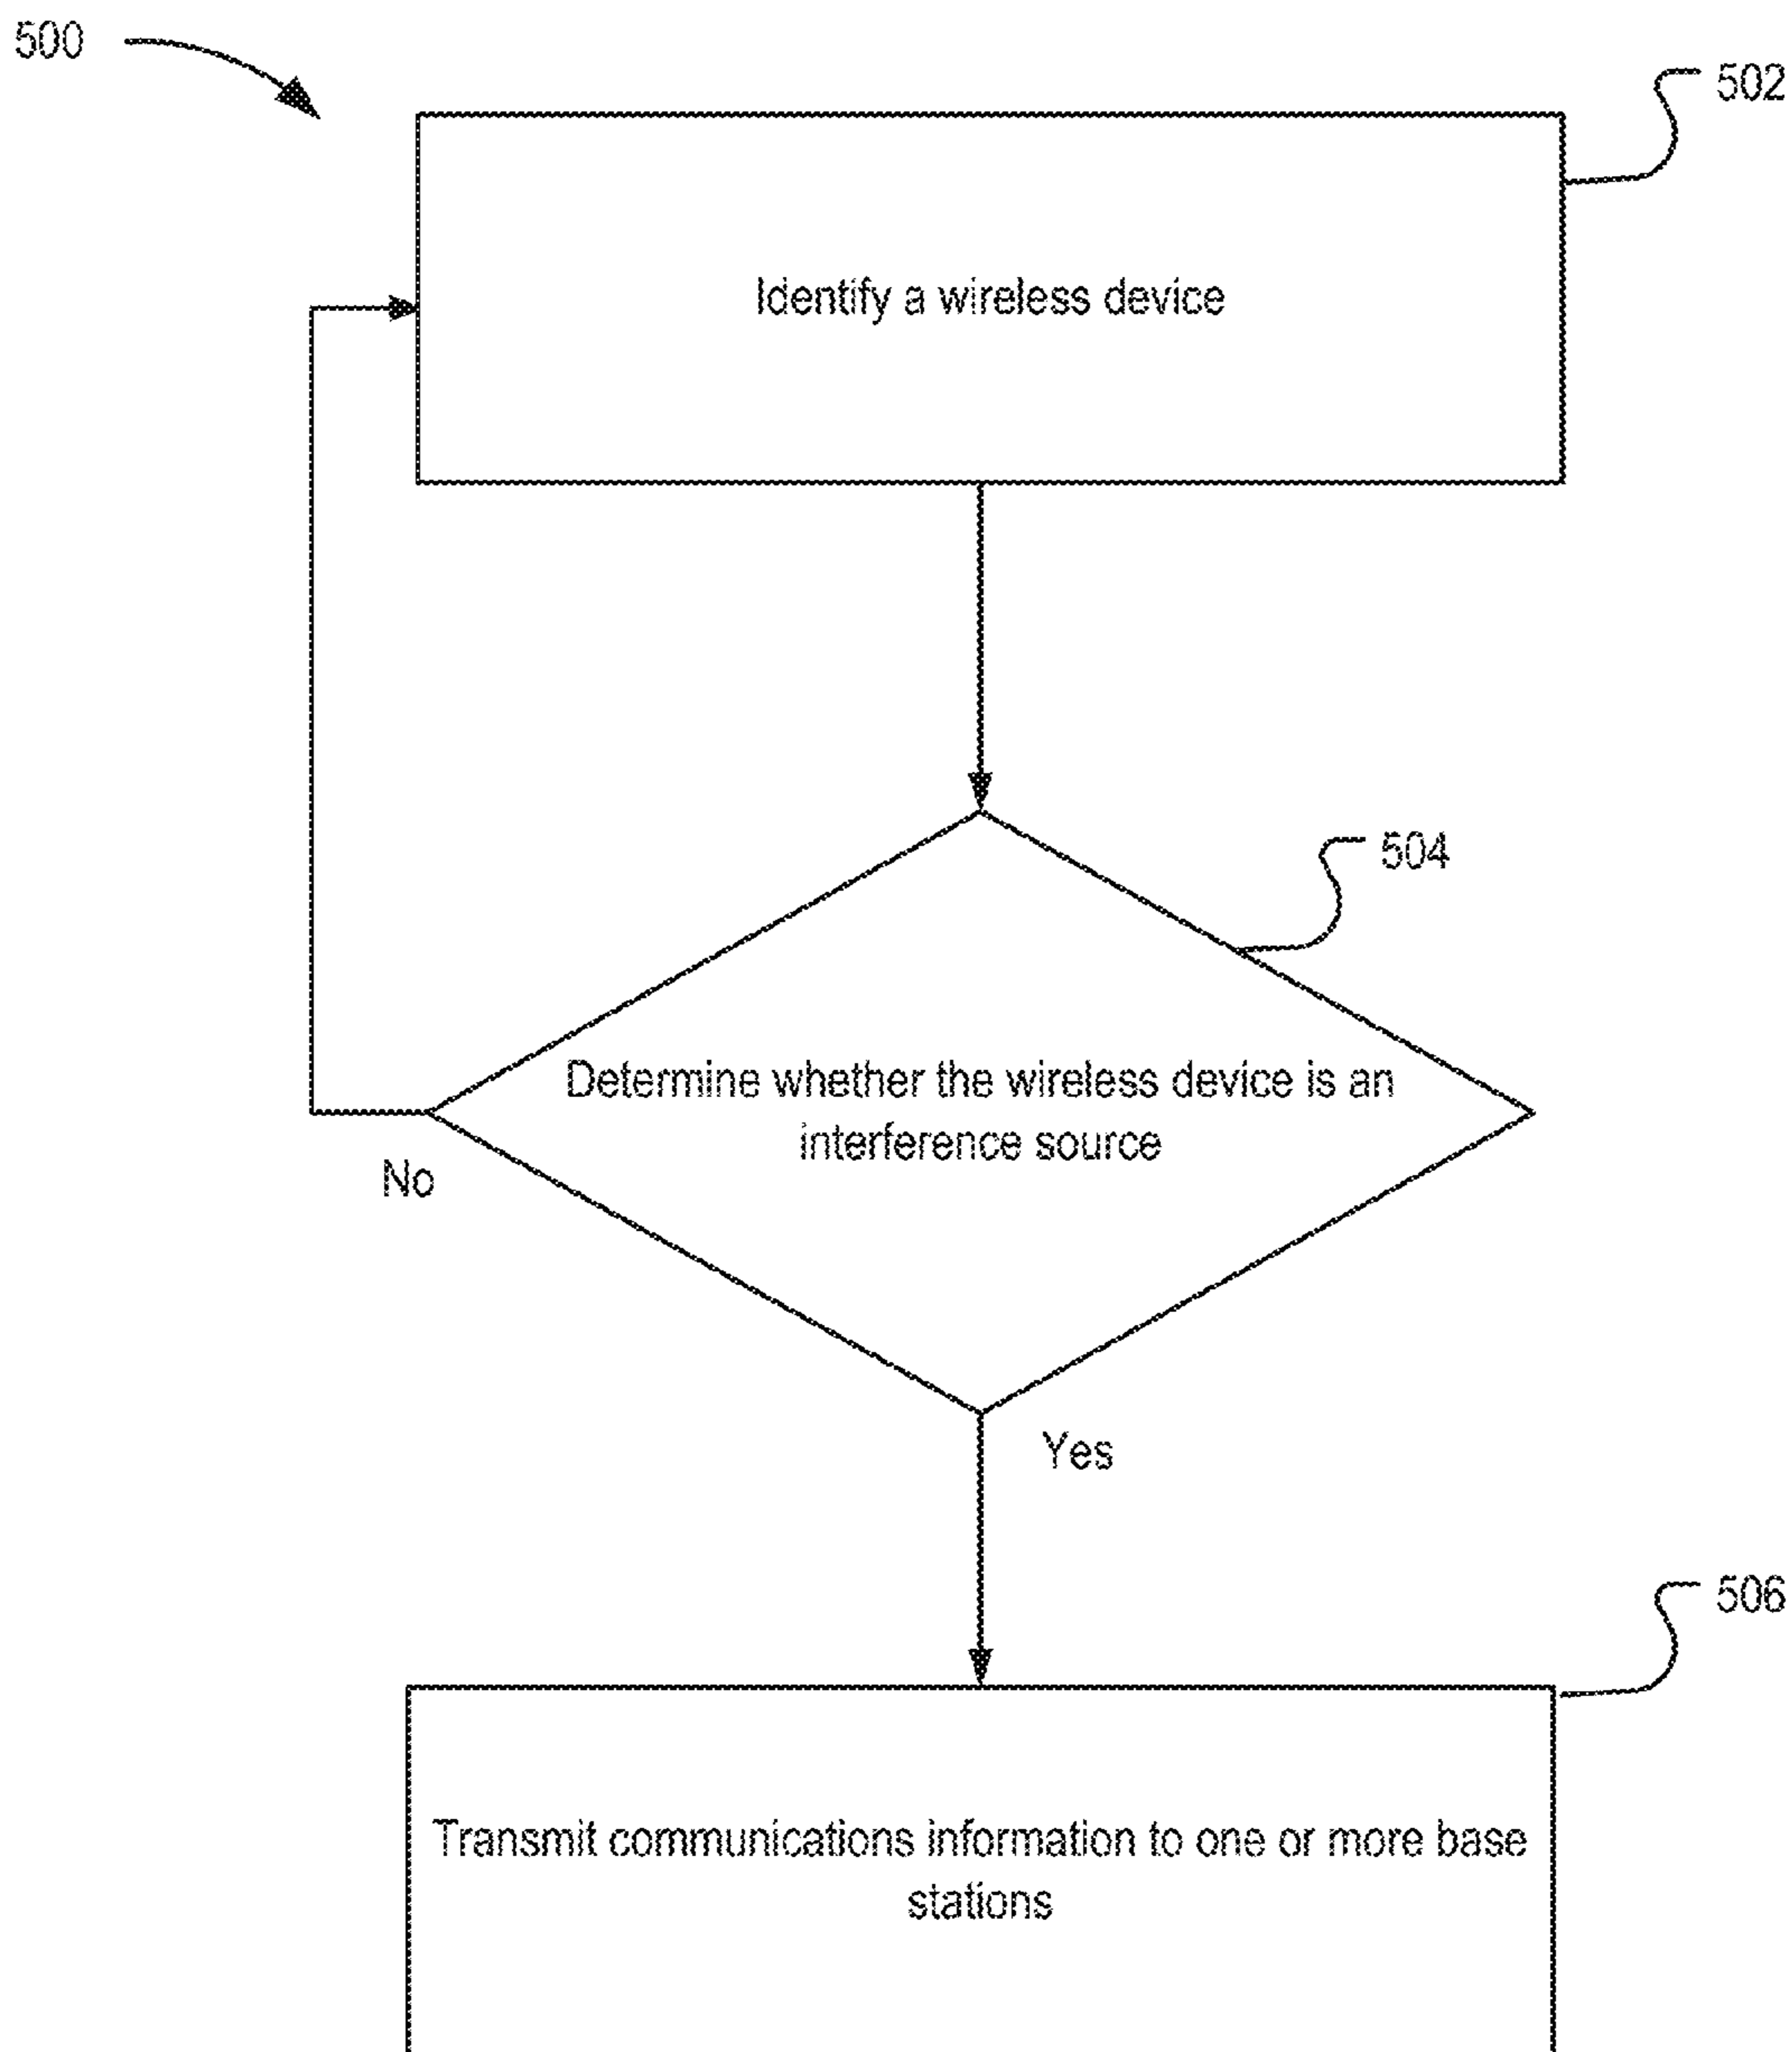 500
502
Identify a wireless device
504
Determine whether the wireless device is an
interference source
No
Yes
506
Transmit communications information to one or more base
stations